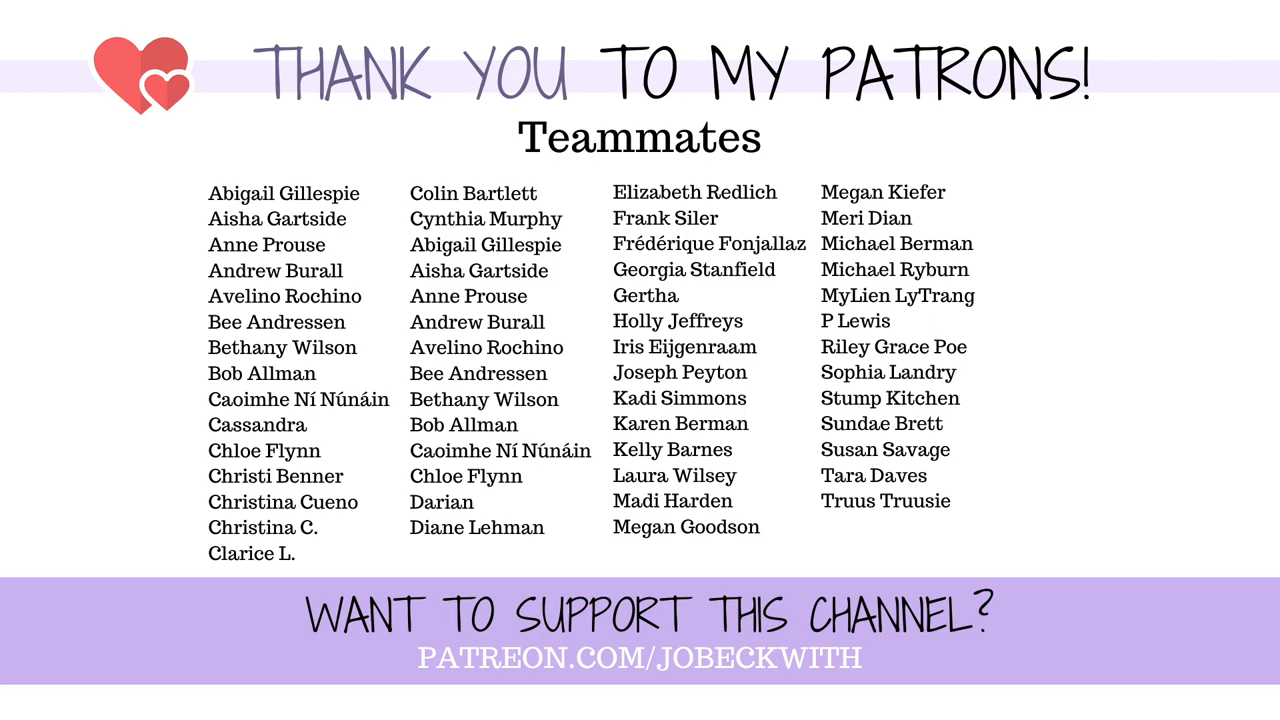 THANK YOU TO MY PATRONS!
Teammates
Abigail Gillespie
Aisha Gartside
Anne Prouse
Andrew Burall
Avelino Rochino
Bee Andressen
Bethany Wilson
Bob Allman
Caoimhe Ní Núnáin
Cassandra
Chloe Flynn
Christi Benner
Christina Cueno
Christina C.
Clarice L.
Colin Bartlett
Cynthia Murphy
Abigail Gillespie
Aisha Gartside
Anne Prouse
Andrew Burall
Avelino Rochino
Bee Andressen
Bethany Wilson
Bob Allman
Caoimhe Ní Núnáin
Chloe Flynn
Darian
Diane Lehman
Elizabeth Redlich
Frank Siler
Frédérique Fonjallaz
Georgia Stanfield
Gertha
Holly Jeffreys
Iris Eijgenraam
Joseph Peyton
Kadi Simmons
Karen Berman
Kelly Barnes
Laura Wilsey
Madi Harden
Megan Goodson
Megan Kiefer
Meri Dian
Michael Berman
Michael Ryburn
MyLien LyTrang
P Lewis
Riley Grace Poe
Sophia Landry
Stump Kitchen
Sundae Brett
Susan Savage
Tara Daves
Truus Truusie
WANT TO SUPPORT THIS CHANNEL?
PATREON.COM/JOBECKWITH